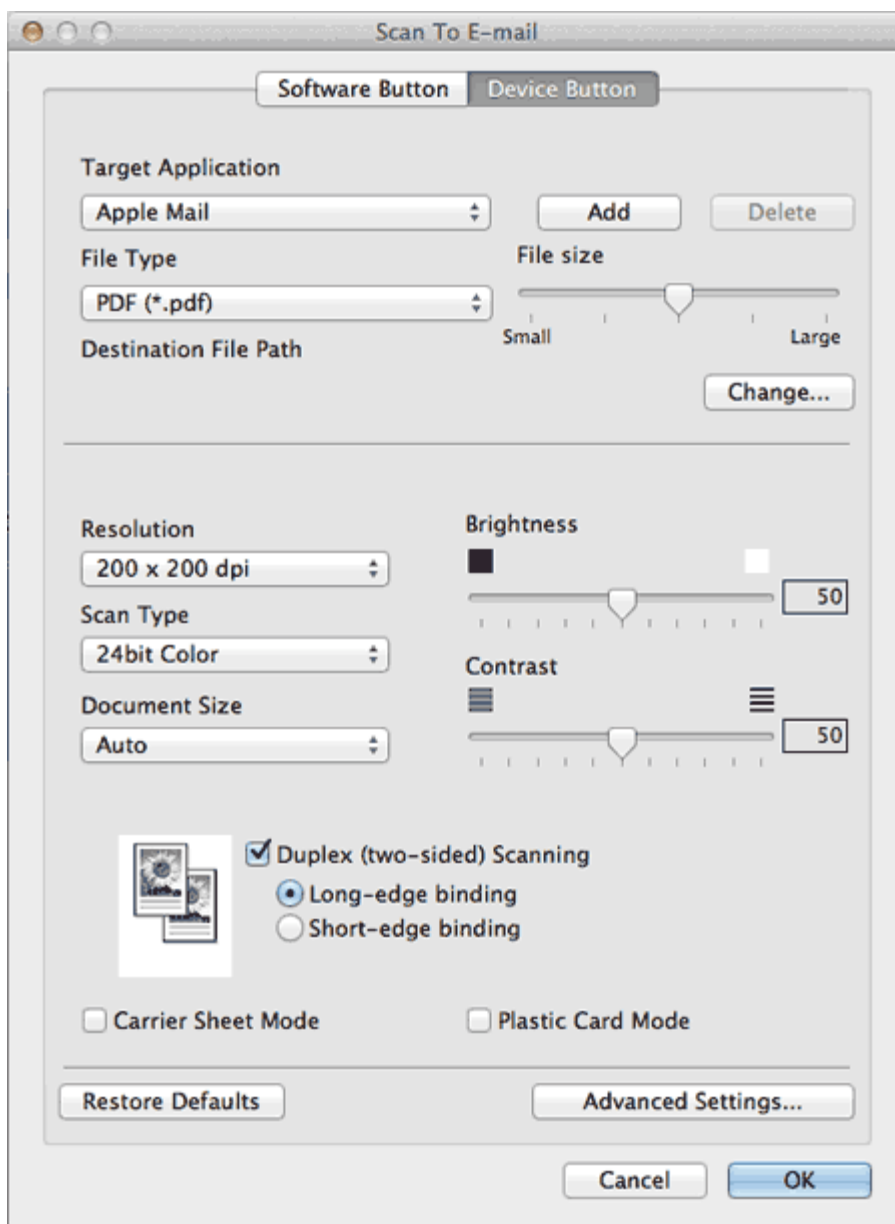 Scan To E-mail
Software Button Device Button
Target Application
Apple Mail Add Delete
File Type File size
PDF (*.pdf)
Small Large
Destination File Path
Change...
Resolution Brightness
200 x 200 dpi 50
Scan Type
24bit Color
Contrast
Document Size
Auto 50
Duplex (two-sided) Scanning
Long-edge binding
Short-edge binding
Carrier Sheet Mode Plastic Card Mode
Restore Defaults Advanced Settings...
Cancel OK